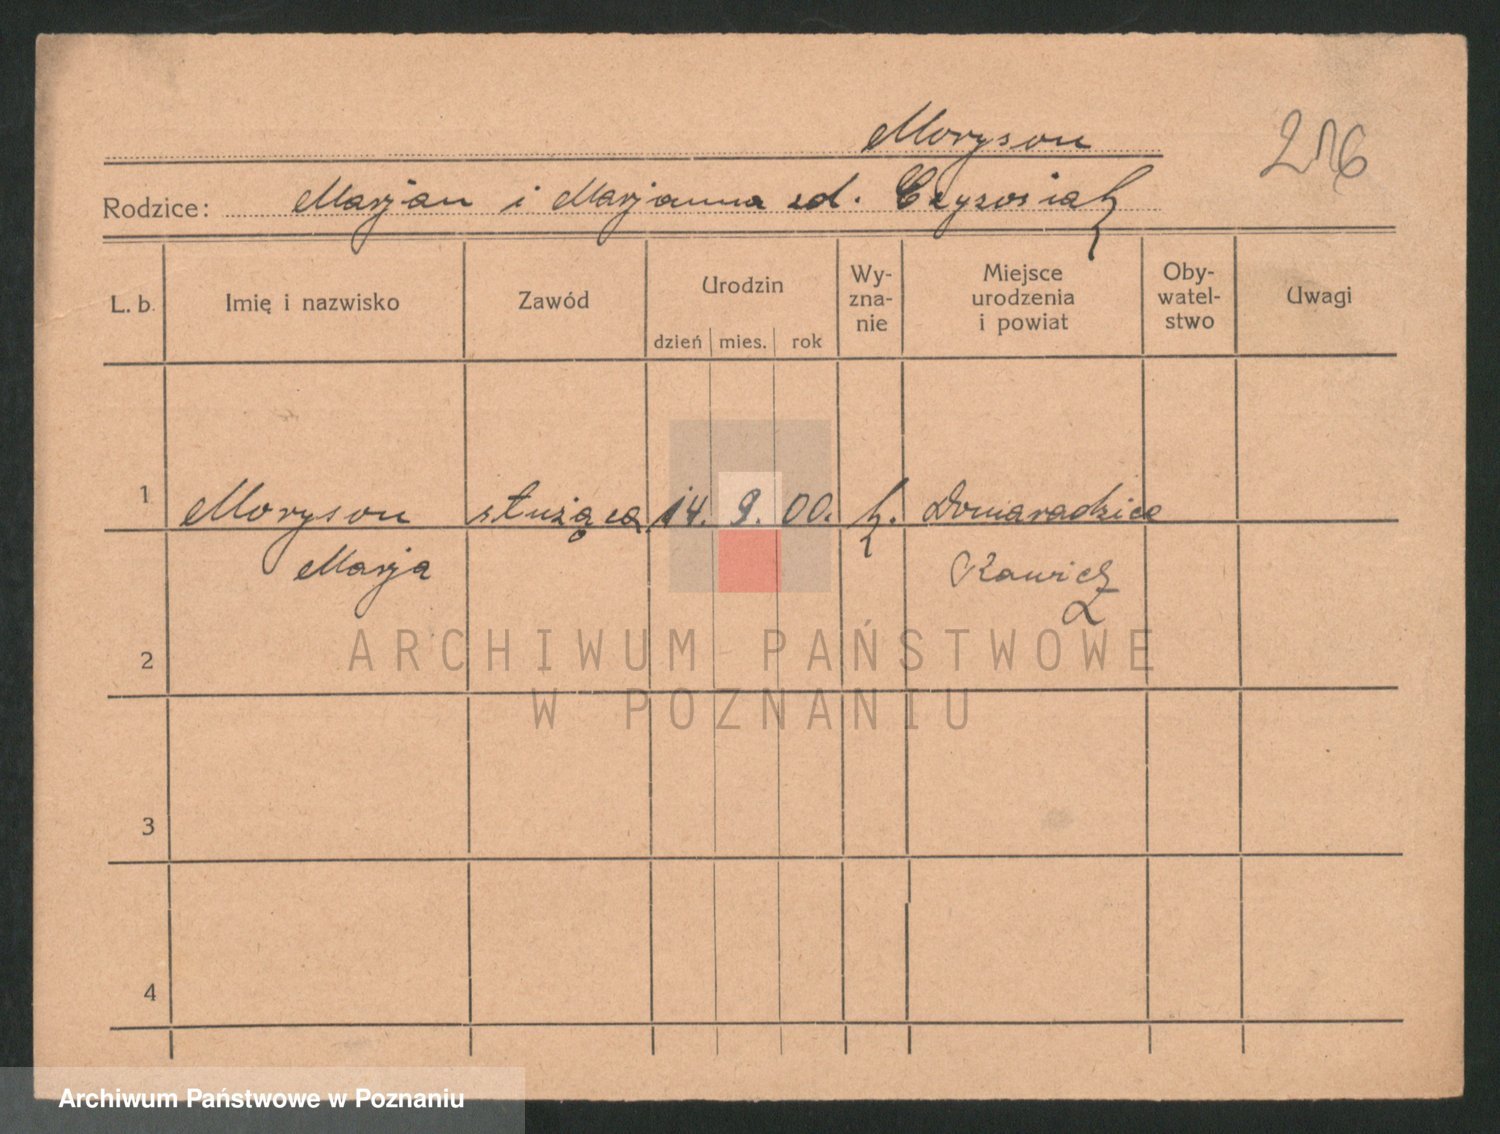 Moryson
216
Rodzice: Marjan i Marjanna zd.
L. b. Imię i nazwisko Zawód Urodzin dzień mies. rok Wy-zna-nie Miejsce urodzenia i powiat Oby-watel-stwo Uwagi
1 Moryson służąca 14. 9. 00. k. Domaradzice
Marja Rawicz
2
ARCHIWUM PAŃSTWOWE
W POZNANIU
3
4
Archiwum Państwowe w Poznaniu